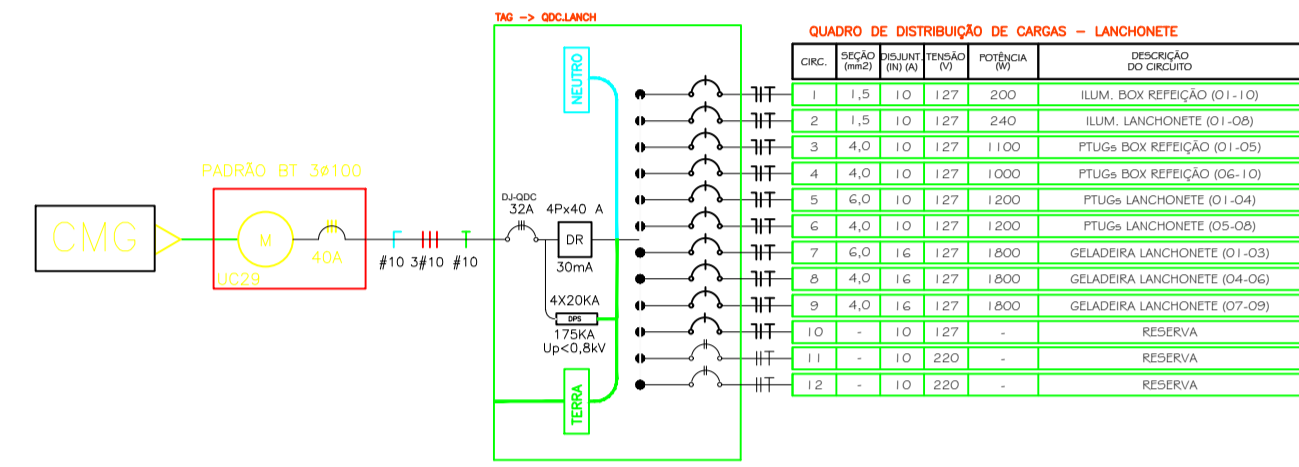 TAG -> QDC.LANCH
QUADRO DE DISTRIBUIÇÃO DE CARGAS - LANCHONETE
CIRC. SEÇÃO (mm2) DISJUNT. (IN) (A) TENSÃO (V) POTÊNCIA (W) DESCRIÇÃO DO CIRCUITO
1 1,5 10 127 200 ILUM. BOX REFEIÇÃO (01-10)
2 1,5 10 127 240 ILUM. LANCHONETE (01-08)
3 4,0 10 127 1100 PTUGs BOX REFEIÇÃO (01-05)
4 4,0 10 127 1000 PTUGs BOX REFEIÇÃO (06-10)
5 6,0 10 127 1200 PTUGs LANCHONETE (01-04)
6 4,0 10 127 1200 PTUGs LANCHONETE (05-08)
7 6,0 16 127 1800 GELADEIRA LANCHONETE (01-03)
8 4,0 16 127 1800 GELADEIRA LANCHONETE (04-06)
9 4,0 16 127 1800 GELADEIRA LANCHONETE (07-09)
10 - 10 127 - RESERVA
11 - 10 220 - RESERVA
12 - 10 220 - RESERVA
NEUTRO
PADRÃO BT 3ø100
CMG
M
40A
UC29
#10 3#10 #10
DJ-QDC
32A
4Px40 A
DR
30mA
4X20KA
DPS
175KA
Up<0,8kV
TERRA